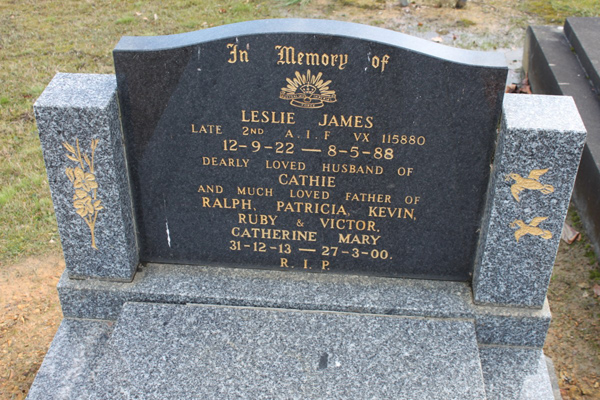 In Memory of
LESLIE JAMES
LATE 2ND A.I.F VX 115880
12-9-22 — 8-5-88
DEARLY LOVED HUSBAND OF
CATHIE
AND MUCH LOVED FATHER OF
RALPH, PATRICIA, KEVIN,
RUBY & VICTOR,
CATHERINE MARY
31-12-13 — 27-3-00.
R.I.P.